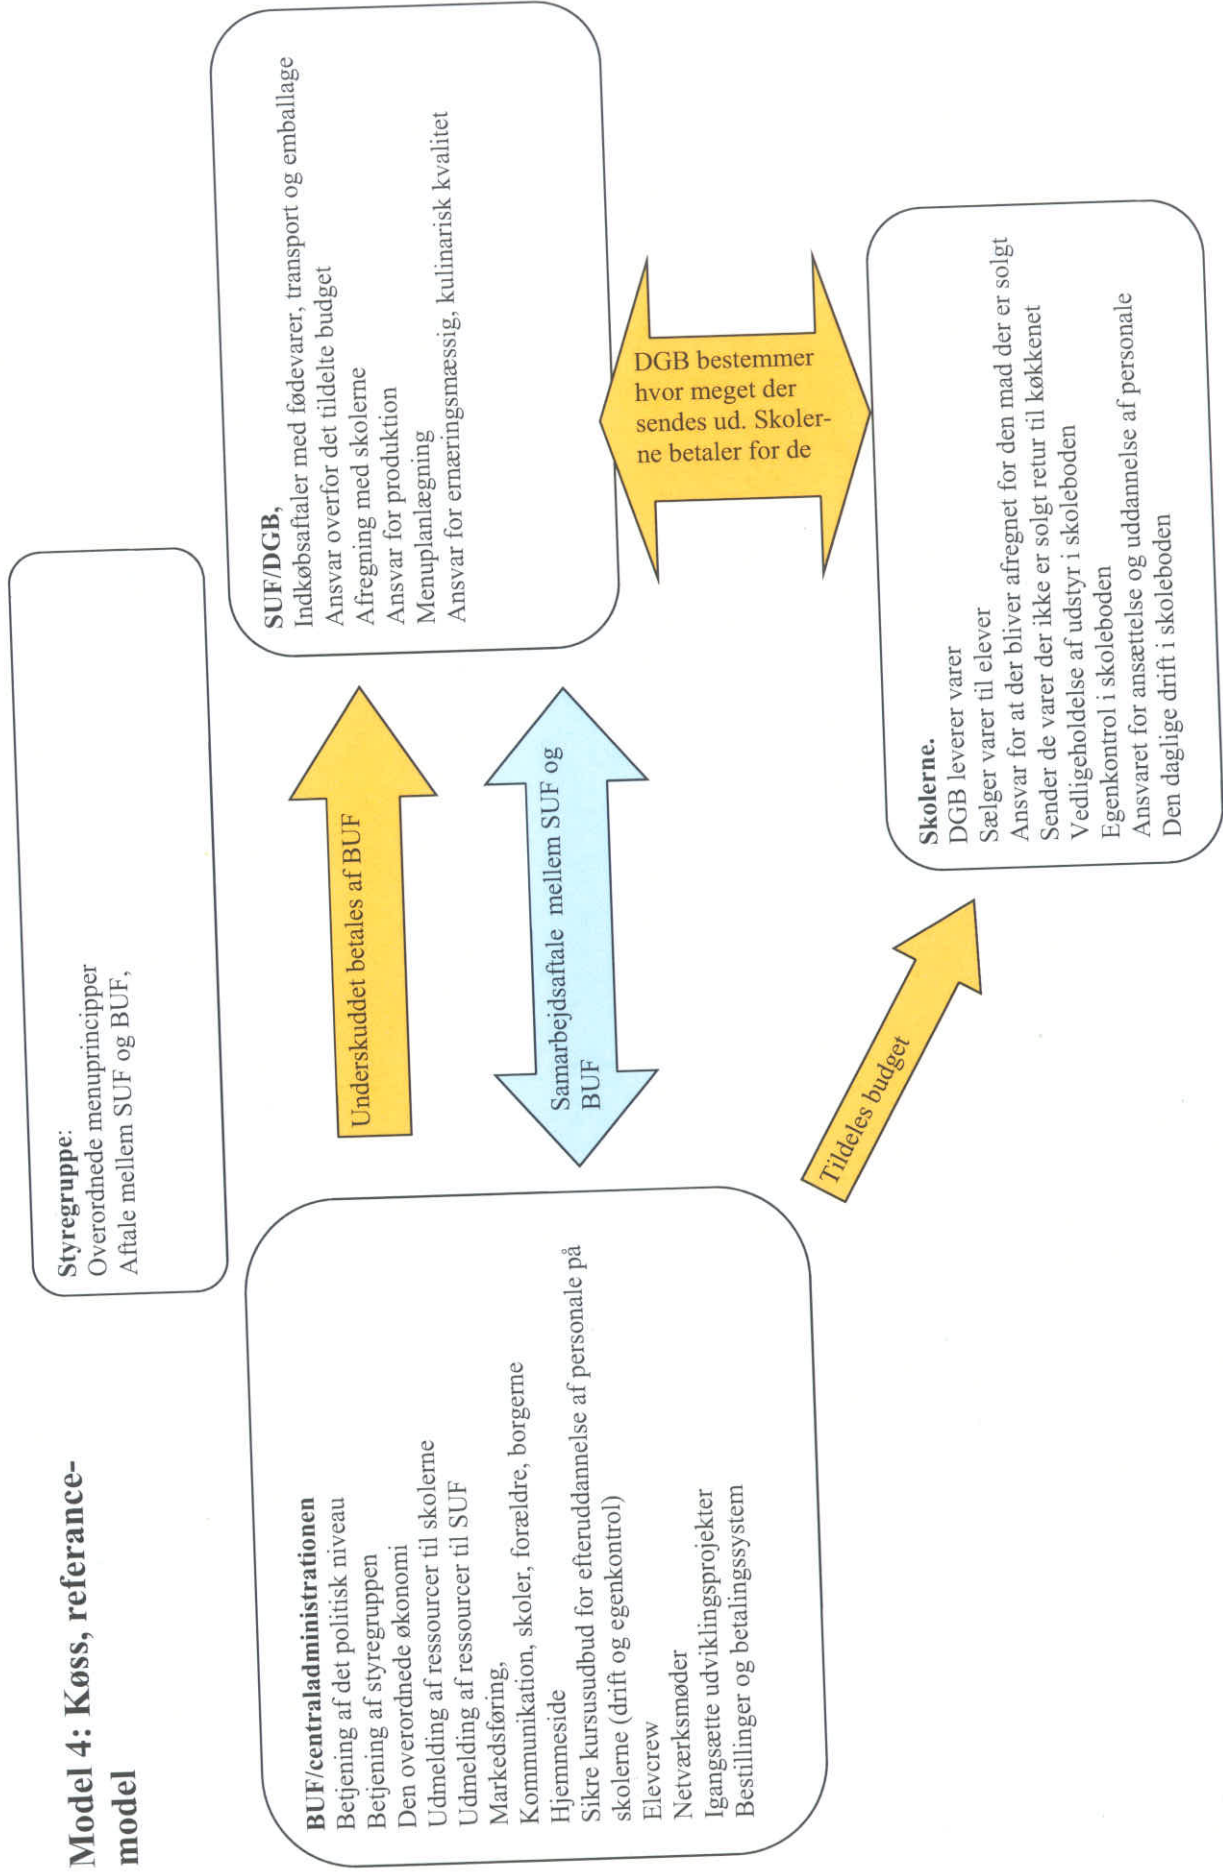 Model 4: Køss, referance-
model
Styregruppe:
Overordnede menuprincipper
Aftale mellem SUF og BUF,
BUF/centraladministrationen
Betjening af det politisk niveau
Betjening af styregruppen
Den overordnede økonomi
Udmelding af ressourcer til skolerne
Udmelding af ressourcer til SUF
Markedsføring,
Kommunikation, skoler, forældre, borgerne
Hjemmeside
Sikre kursusudbud for efteruddannelse af personale på
skolerne (drift og egenkontrol)
Elevcrew
Netværksmøder
Igangsætte udviklingsprojekter
Bestillinger og betalingssystem
Underskuddet betales af BUF
Samarbejdsaftale mellem SUF og
BUF
Tildeles budget
SUF/DGB,
Indkøbsaftaler med fødevarer, transport og emballage
Ansvar overfor det tildelte budget
Afregning med skolerne
Ansvar for produktion
Menuplanlægning
Ansvar for ernæringsmæssig, kulinarisk kvalitet
DGB bestemmer
hvor meget der
sendes ud. Skoler-
ne betaler for de
Skolerne.
DGB leverer varer
Sælger varer til elever
Ansvar for at der bliver afregnet for den mad der er solgt
Sender de varer der ikke er solgt retur til køkkenet
Vedligeholdelse af udstyr i skoleboden
Egenkontrol i skoleboden
Ansvaret for ansættelse og uddannelse af personale
Den daglige drift i skoleboden